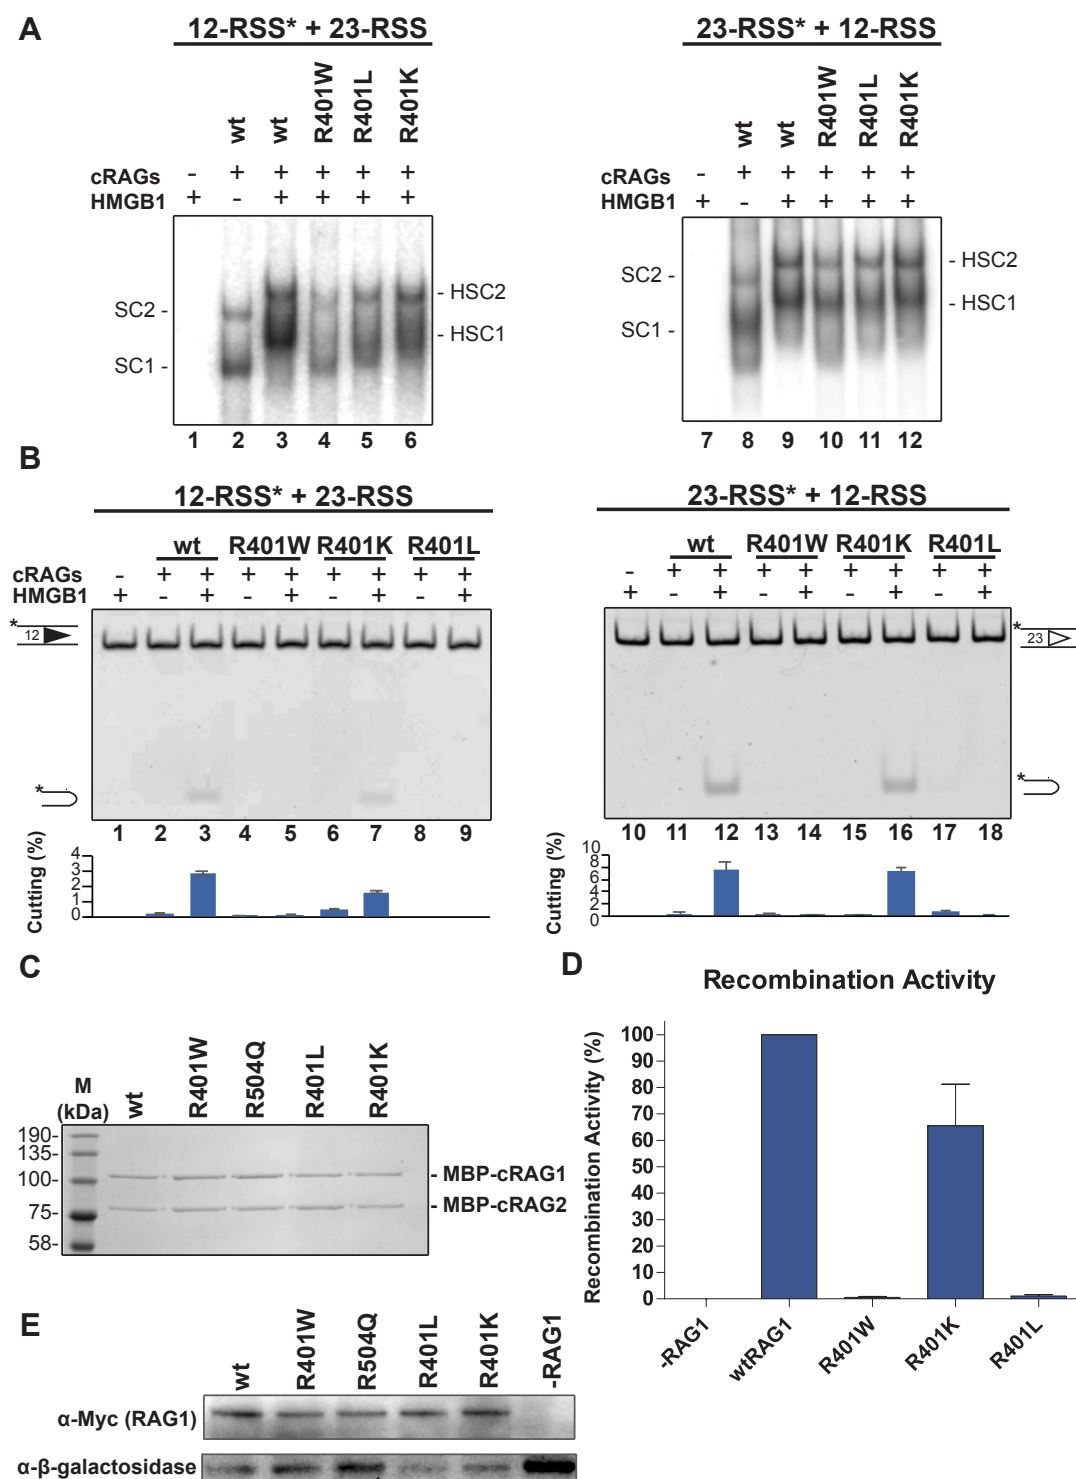 A
12-RSS* + 23-RSS
23-RSS* + 12-RSS
wt wt R401W R401L R401K
wt wt R401W R401L R401K
cRAGs - + + + + +
HMGB1 + - + + + +
cRAGs - + + + + +
HMGB1 + - + + + +
SC2 -
SC1 -
- HSC2
- HSC1
SC2 -
SC1 -
- HSC2
- HSC1
1 2 3 4 5 6
7 8 9 10 11 12
B
12-RSS* + 23-RSS
23-RSS* + 12-RSS
wt R401W R401K R401L
wt R401W R401K R401L
cRAGs - + + + + + + + +
HMGB1 + - + - + - + - +
- + + + + + + + +
+ - + - + - + - +
* 12
* 23
*
*
1 2 3 4 5 6 7 8 9
10 11 12 13 14 15 16 17 18
Cutting (%)
4
3
2
1
0
Cutting (%)
10
8
6
4
2
0
C
M
(kDa)
wt R401W R504Q R401L R401K
190-
135-
100-
75-
58-
- MBP-cRAG1
- MBP-cRAG2
D
Recombination Activity
Recombination Activity (%)
100
90
80
70
60
50
40
30
20
10
0
-RAG1 wtRAG1 R401W R401K R401L
E
wt R401W R504Q R401L R401K -RAG1
α-Myc (RAG1)
α-β-galactosidase